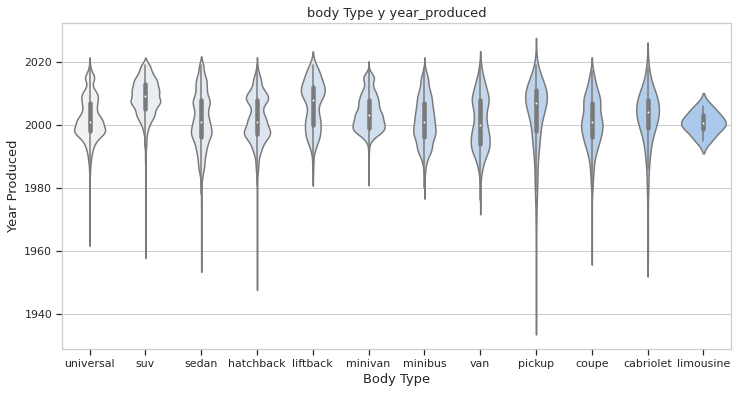 body Type y year_produced
Year Produced
2020
2000
1980
1960
1940
universal suv sedan hatchback liftback minivan minibus van pickup coupe cabriolet limousine
Body Type